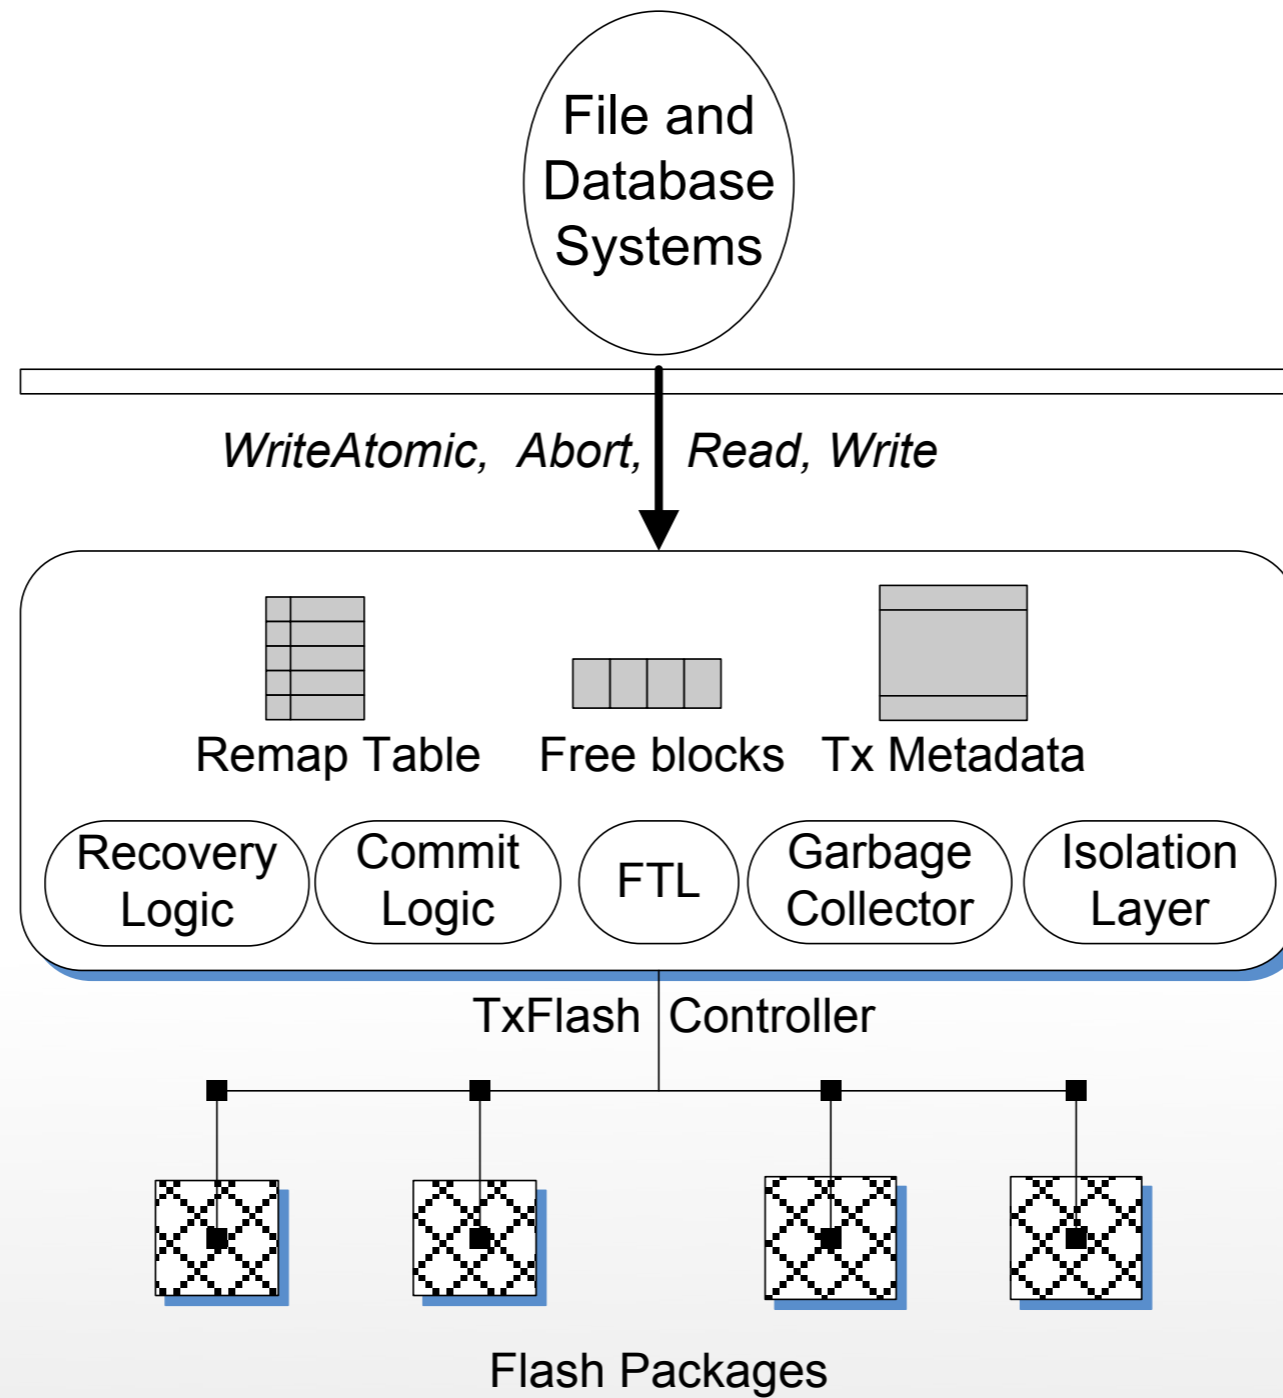 File and
Database
Systems
WriteAtomic, Abort, Read, Write
Remap Table
Free blocks
Tx Metadata
Recovery
Logic
Commit
Logic
FTL
Garbage
Collector
Isolation
Layer
TxFlash Controller
Flash Packages